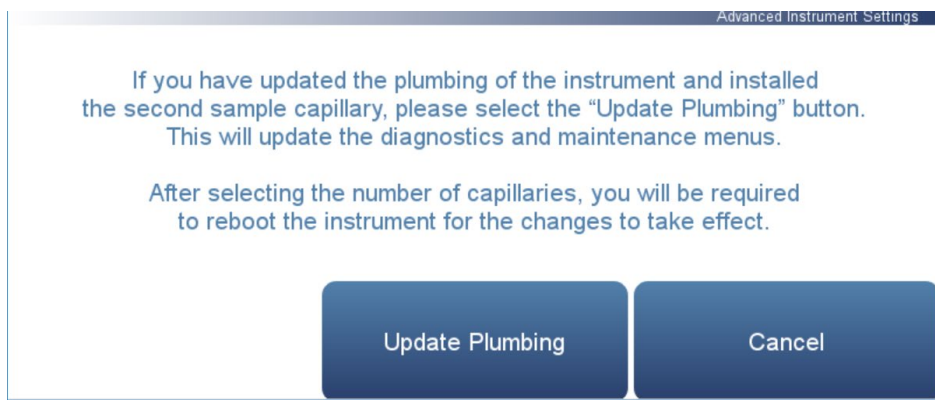 Advanced Instrument Settings
If you have updated the plumbing of the instrument and installed
the second sample capillary, please select the “Update Plumbing” button.
This will update the diagnostics and maintenance menus.
After selecting the number of capillaries, you will be required
to reboot the instrument for the changes to take effect.
Update Plumbing
Cancel